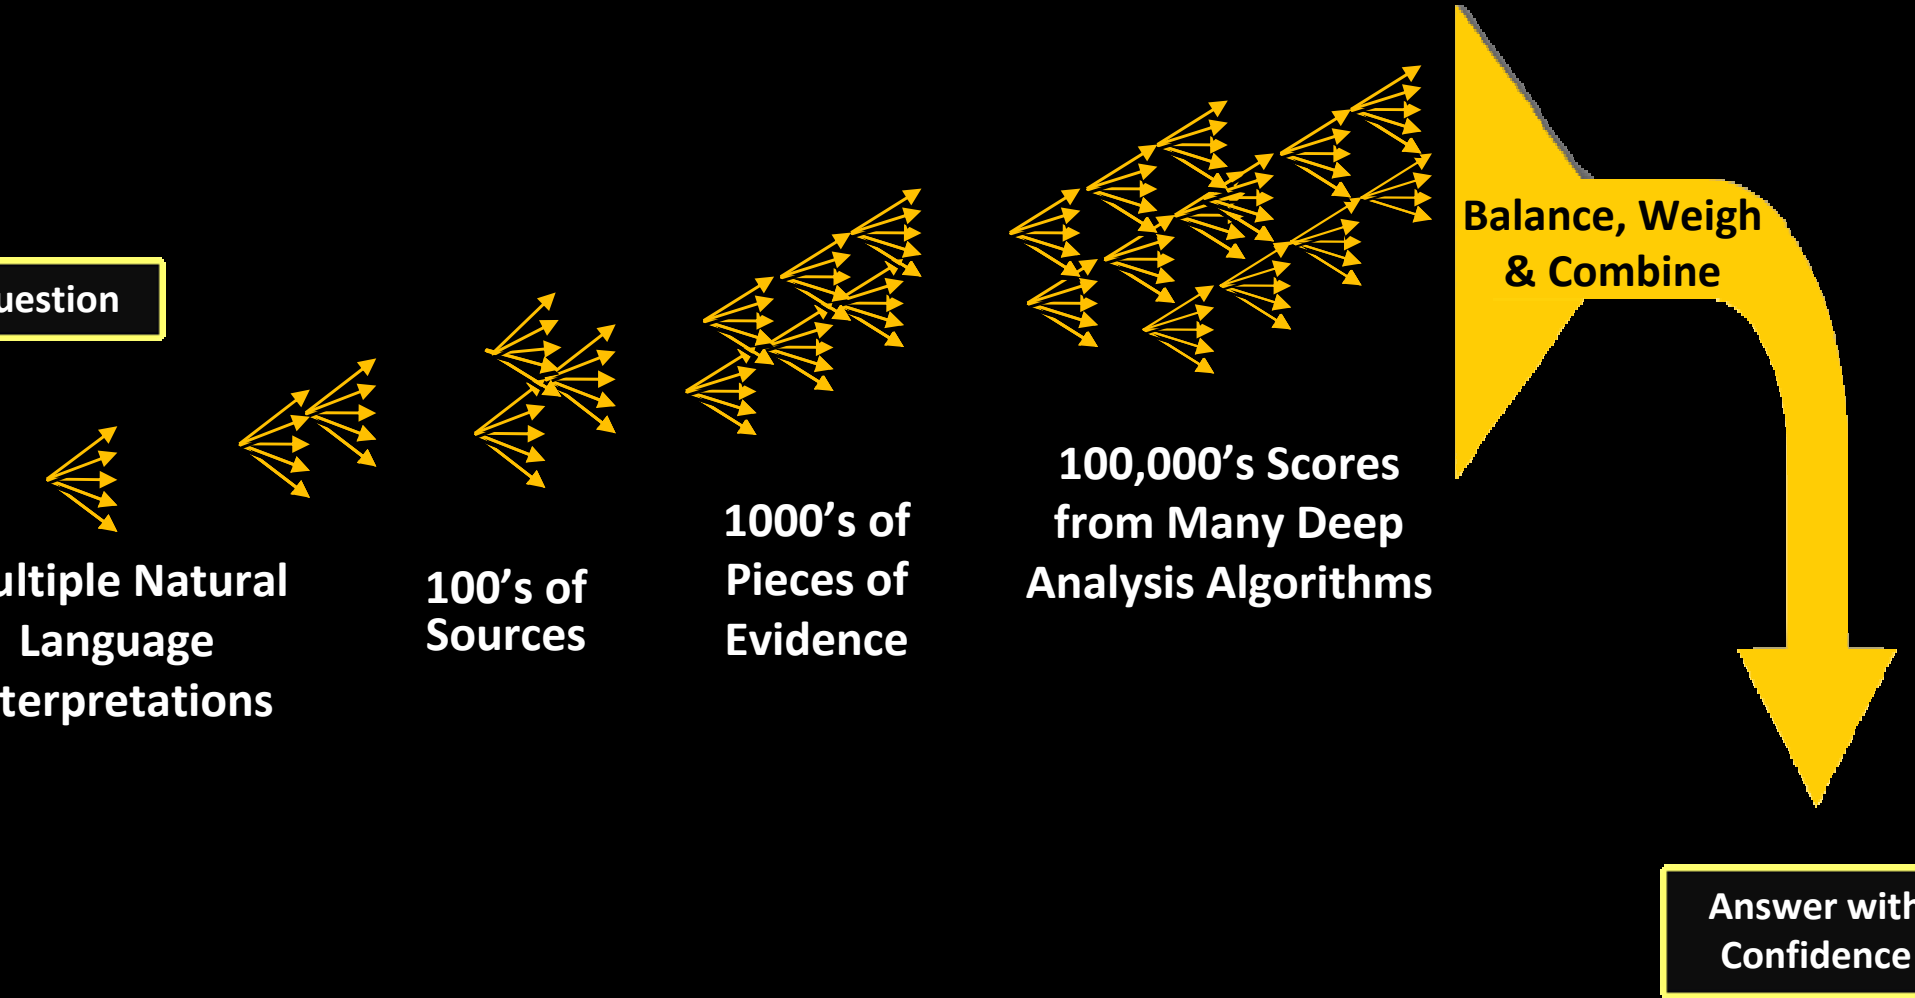 uestion
ultiple Natural
Language
terpretations
100’s of
Sources
1000’s of
Pieces of
Evidence
100,000’s Scores
from Many Deep
Analysis Algorithms
Balance, Weigh
& Combine
Answer with
Confidence